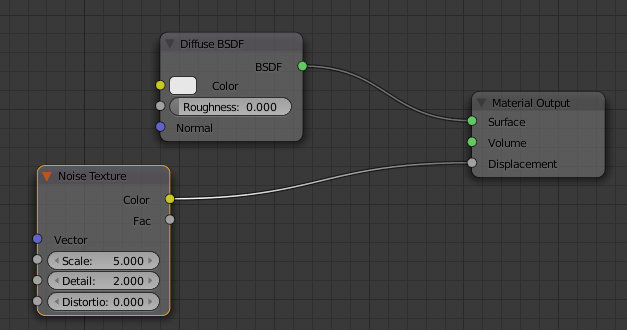 Diffuse BSDF
BSDF
Color
Roughness: 0.000
Normal
Material Output
Surface
Volume
Displacement
Noise Texture
Color
Fac
Vector
Scale: 5.000
Detail: 2.000
Distortio: 0.000